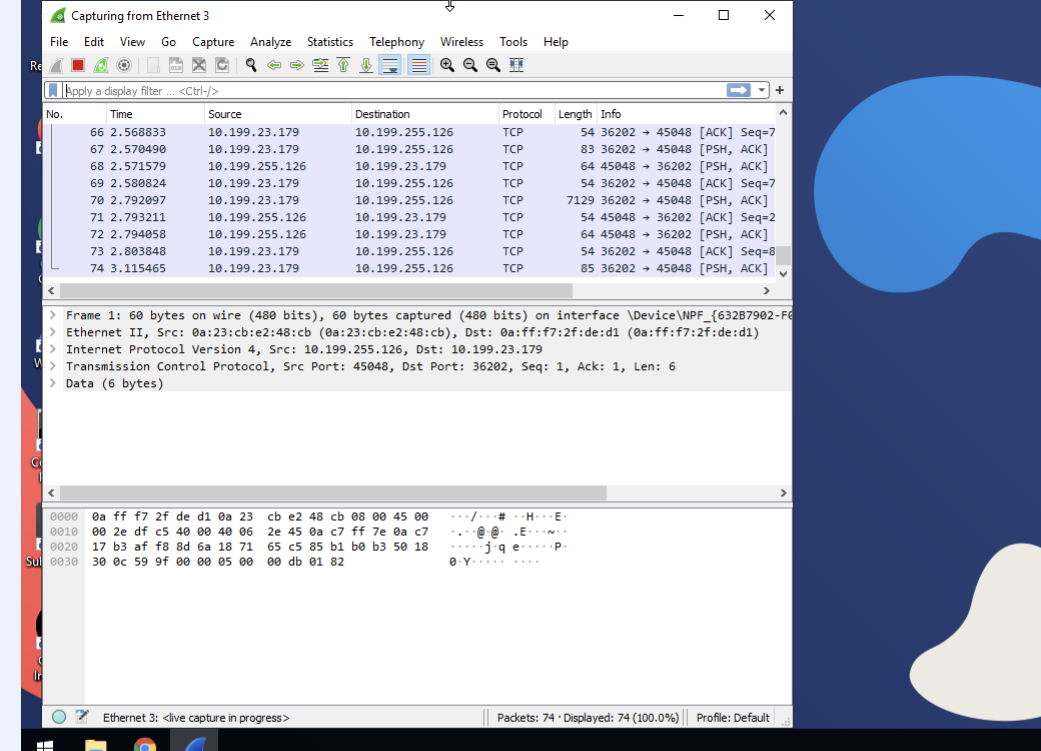 Capturing from Ethernet 3
File Edit View Go Capture Analyze Statistics Telephony Wireless Tools Help
Apply a display filter ... <Ctrl-/>
No. Time Source Destination Protocol Length Info
66 2.568833 10.199.23.179 10.199.255.126 TCP 54 36202 → 45048 [ACK] Seq=7
67 2.570490 10.199.23.179 10.199.255.126 TCP 83 36202 → 45048 [PSH, ACK]
68 2.571579 10.199.255.126 10.199.23.179 TCP 64 45048 → 36202 [PSH, ACK]
69 2.580824 10.199.23.179 10.199.255.126 TCP 54 36202 → 45048 [ACK] Seq=7
70 2.792097 10.199.23.179 10.199.255.126 TCP 7129 36202 → 45048 [PSH, ACK]
71 2.793211 10.199.255.126 10.199.23.179 TCP 54 45048 → 36202 [ACK] Seq=2
72 2.794058 10.199.255.126 10.199.23.179 TCP 64 45048 → 36202 [PSH, ACK]
73 2.803848 10.199.23.179 10.199.255.126 TCP 54 36202 → 45048 [ACK] Seq=8
74 3.115465 10.199.23.179 10.199.255.126 TCP 85 36202 → 45048 [PSH, ACK]
> Frame 1: 60 bytes on wire (480 bits), 60 bytes captured (480 bits) on interface \Device\NPF_{632B7902-F
> Ethernet II, Src: 0a:23:cb:e2:48:cb (0a:23:cb:e2:48:cb), Dst: 0a:ff:f7:2f:de:d1 (0a:ff:f7:2f:de:d1)
> Internet Protocol Version 4, Src: 10.199.255.126, Dst: 10.199.23.179
> Transmission Control Protocol, Src Port: 45048, Dst Port: 36202, Seq: 1, Ack: 1, Len: 6
> Data (6 bytes)
0000 0a ff f7 2f de d1 0a 23 cb e2 48 cb 08 00 45 00 ···/···# ··H···E·
0010 00 2e df c5 40 00 40 06 2e 45 0a c7 ff 7e 0a c7 ·.··@·@· .E···~··
0020 17 b3 af f8 8d 6a 18 71 65 c5 85 b1 b0 b3 50 18 ·····j·q e·····P·
0030 30 0c 59 9f 00 00 05 00 00 db 01 82 0·Y····· ····
Ethernet 3: <live capture in progress> Packets: 74 · Displayed: 74 (100.0%) Profile: Default